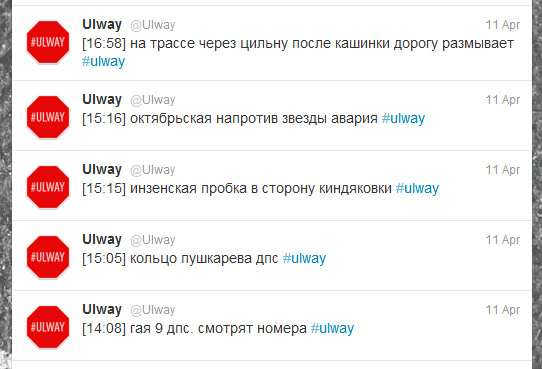 Ulway @Ulway 11 Apr
#ULWAY
[16:58] на трассе через цильну после кашинки дорогу размывает
#ulway
Ulway @Ulway 11 Apr
#ULWAY
[15:16] октябрьская напротив звезды авария #ulway
Ulway @Ulway 11 Apr
#ULWAY
[15:15] инзенская пробка в сторону киндяковки #ulway
Ulway @Ulway 11 Apr
#ULWAY
[15:05] кольцо пушкарева дпс #ulway
Ulway @Ulway 11 Apr
#ULWAY
[14:08] гая 9 дпс. смотрят номера #ulway